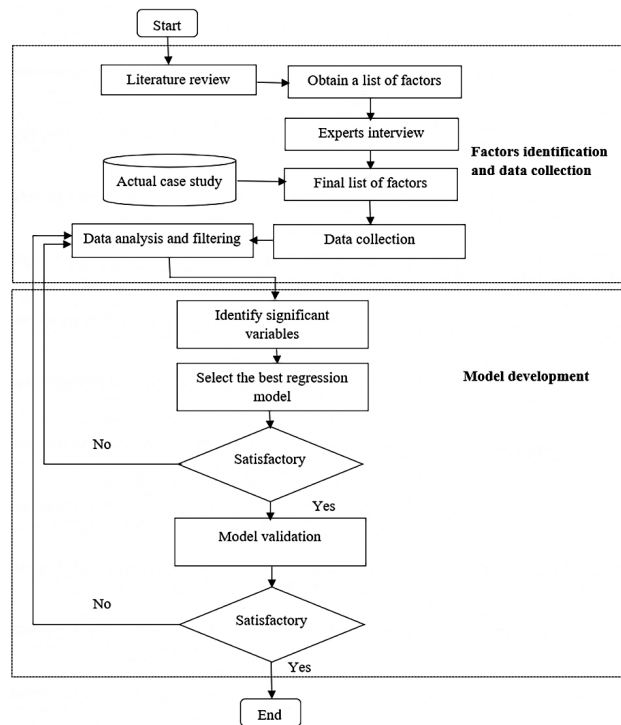 Start
Literature review
Obtain a list of factors
Experts interview
Factors identification
and data collection
Actual case study
Final list of factors
Data analysis and filtering
Data collection
Identify significant
variables
Select the best regression
model
Model development
No
Satisfactory
Yes
Model validation
No
Satisfactory
Yes
End